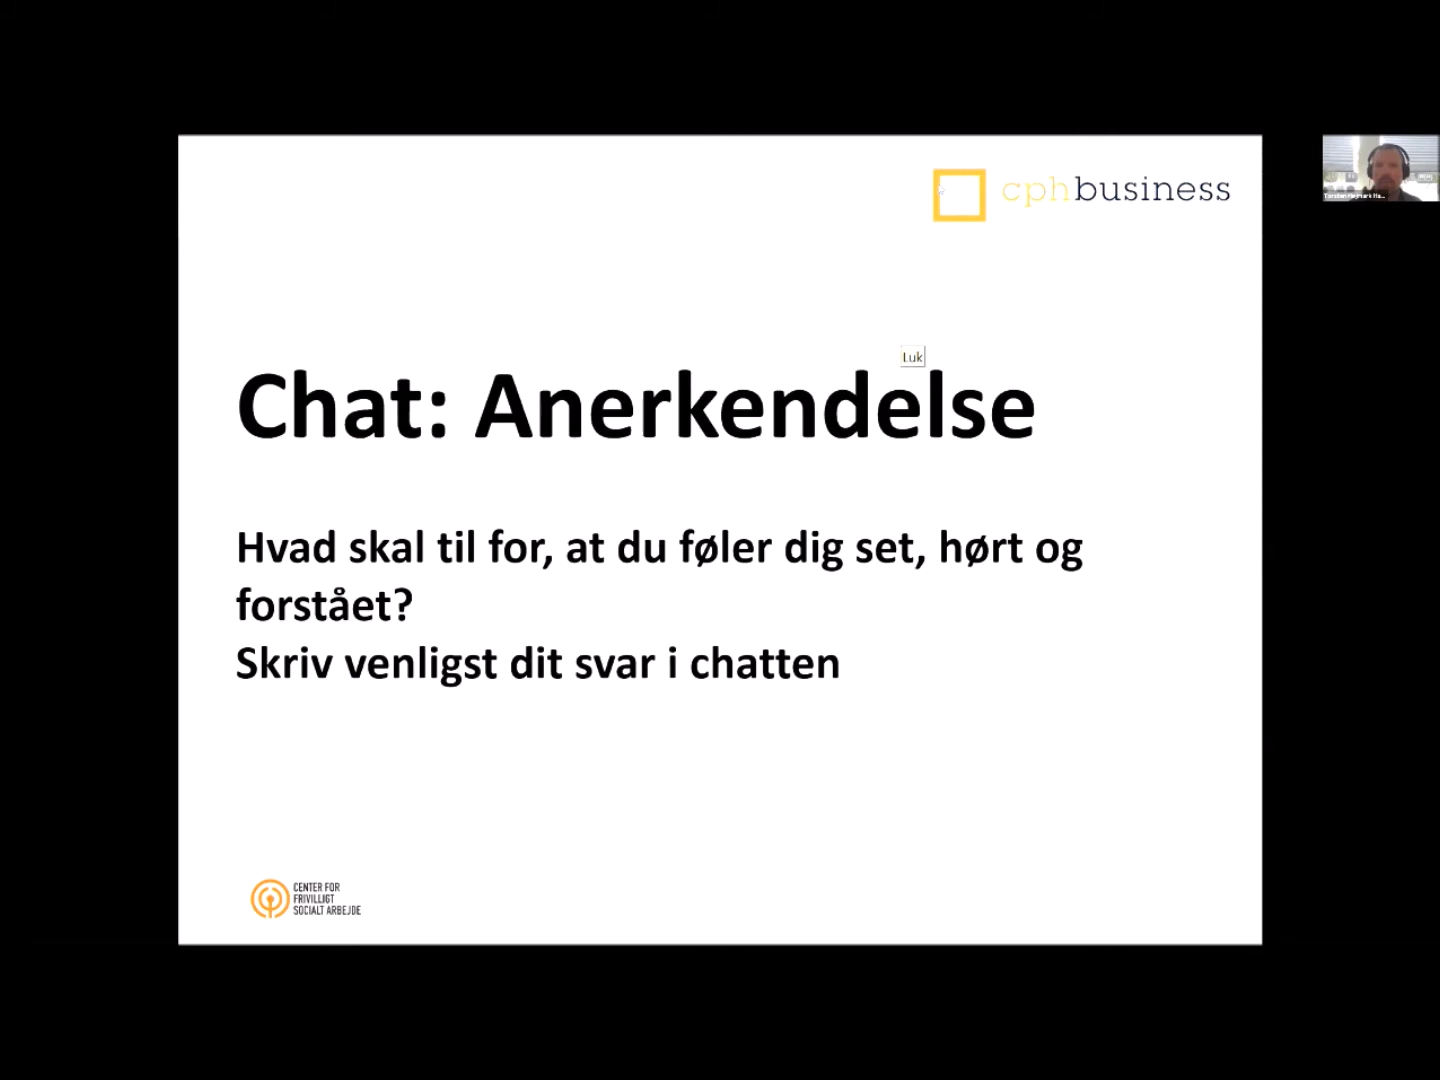 cphbusiness
Luk
Chat: Anerkendelse
Hvad skal til for, at du føler dig set, hørt og
forstået?
Skriv venligst dit svar i chatten
CENTER FOR
FRIVILLIGT
SOCIALT ARBEJDE